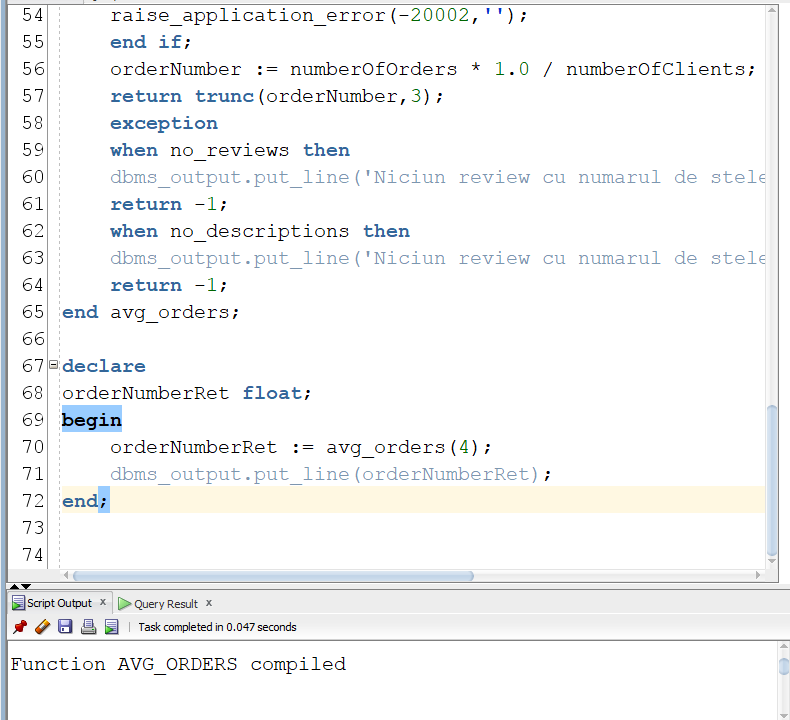 54 raise_application_error(-20002,'');
55 end if;
56 orderNumber := numberOfOrders * 1.0 / numberOfClients;
57 return trunc(orderNumber,3);
58 exception
59 when no_reviews then
60 dbms_output.put_line('Niciun review cu numarul de stele
61 return -1;
62 when no_descriptions then
63 dbms_output.put_line('Niciun review cu numarul de stele
64 return -1;
65 end avg_orders;
66
67 declare
68 orderNumberRet float;
69 begin
70 orderNumberRet := avg_orders(4);
71 dbms_output.put_line(orderNumberRet);
72 end;
73
74
Script Output x Query Result x
Task completed in 0.047 seconds
Function AVG_ORDERS compiled